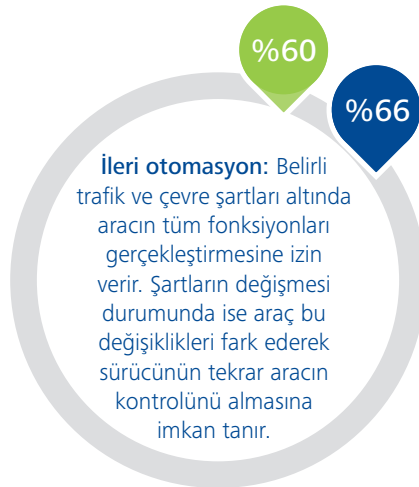 %60
%66
İleri otomasyon: Belirli
trafik ve çevre şartları altında
aracın tüm fonksiyonları
gerçekleştirmesine izin
verir. Şartların değişmesi
durumunda ise araç bu
değişiklikleri fark ederek
sürücünün tekrar aracın
kontrolünü almasına
imkan tanır.